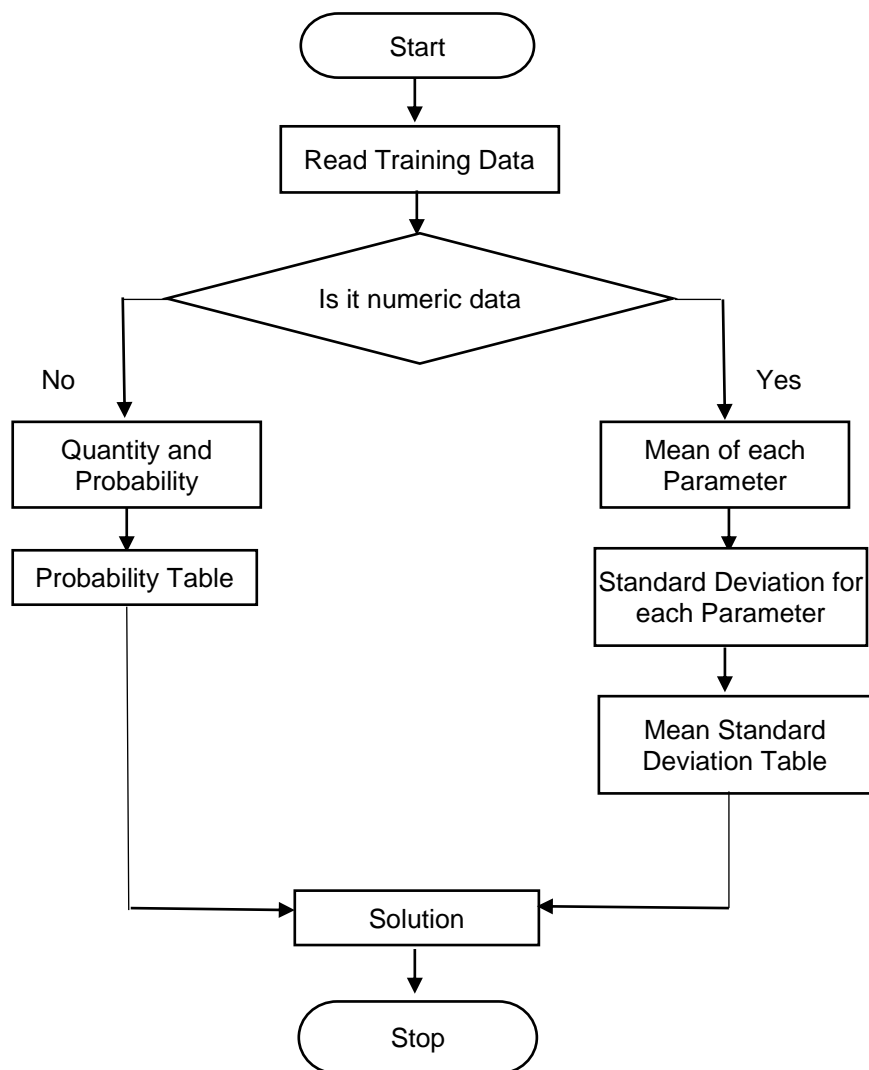 Start
Read Training Data
Is it numeric data
No
Yes
Quantity and
Probability
Mean of each
Parameter
Probability Table
Standard Deviation for
each Parameter
Mean Standard
Deviation Table
Solution
Stop